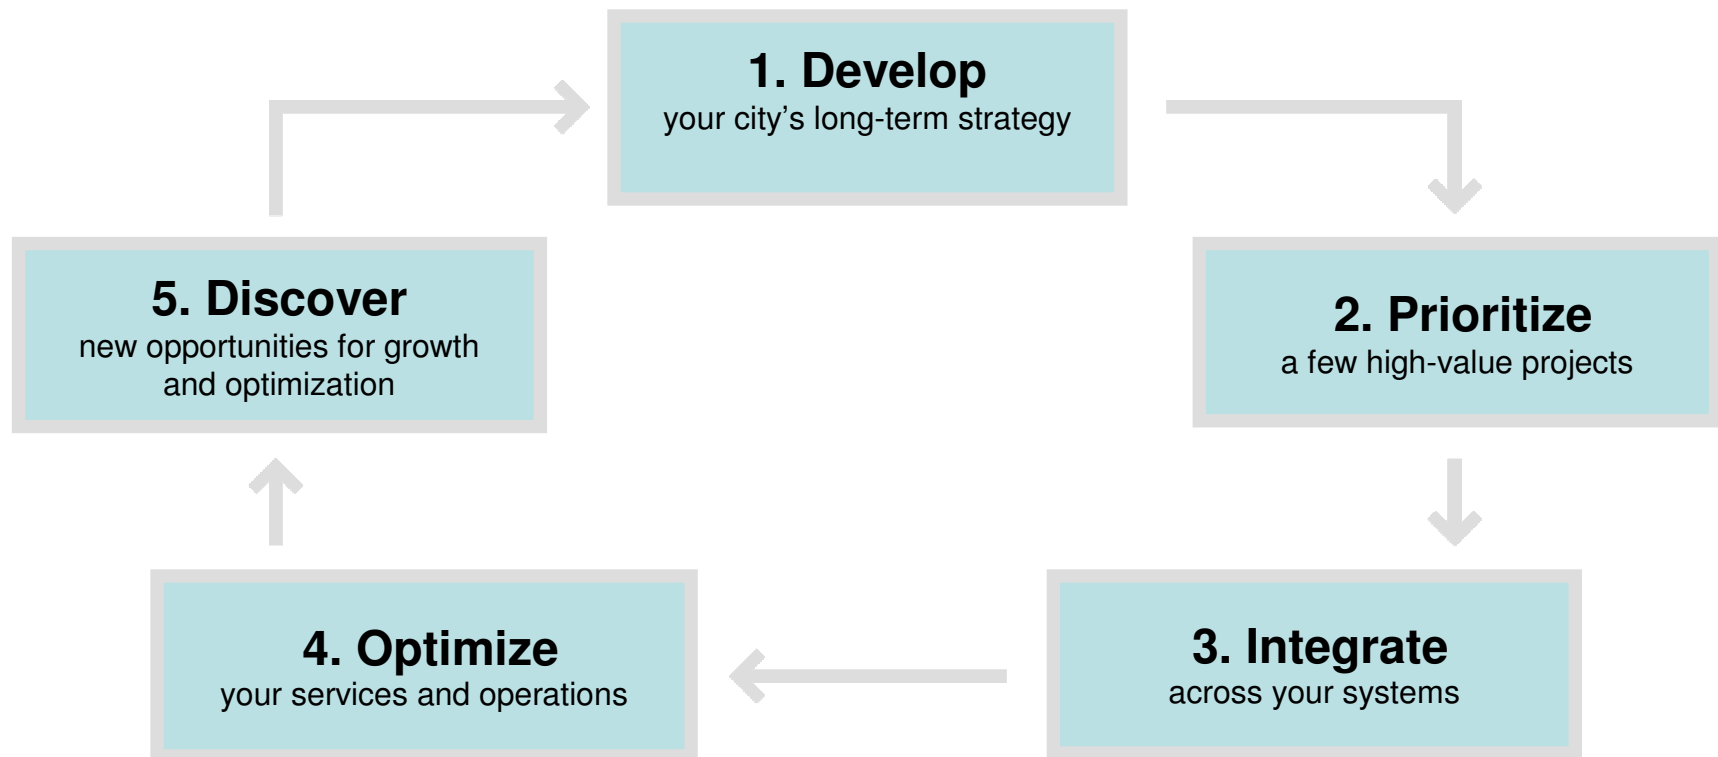 1. Develop
your city’s long-term strategy
2. Prioritize
a few high-value projects
3. Integrate
across your systems
4. Optimize
your services and operations
5. Discover
new opportunities for growth
and optimization